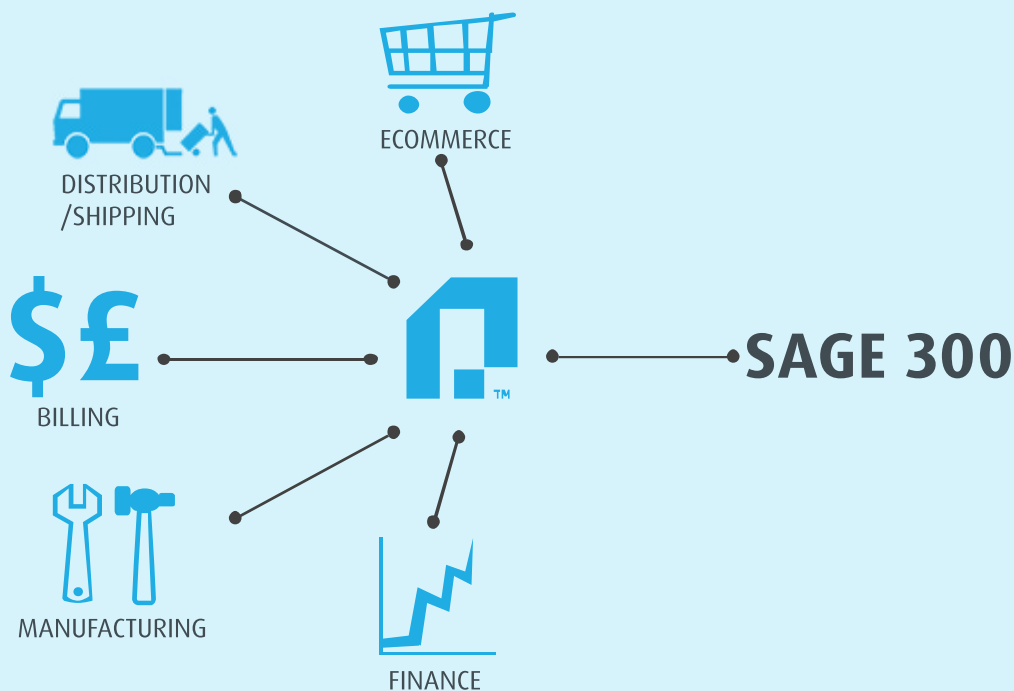 ECOMMERCE
DISTRIBUTION
/SHIPPING
$£
BILLING
TM
SAGE 300
MANUFACTURING
FINANCE